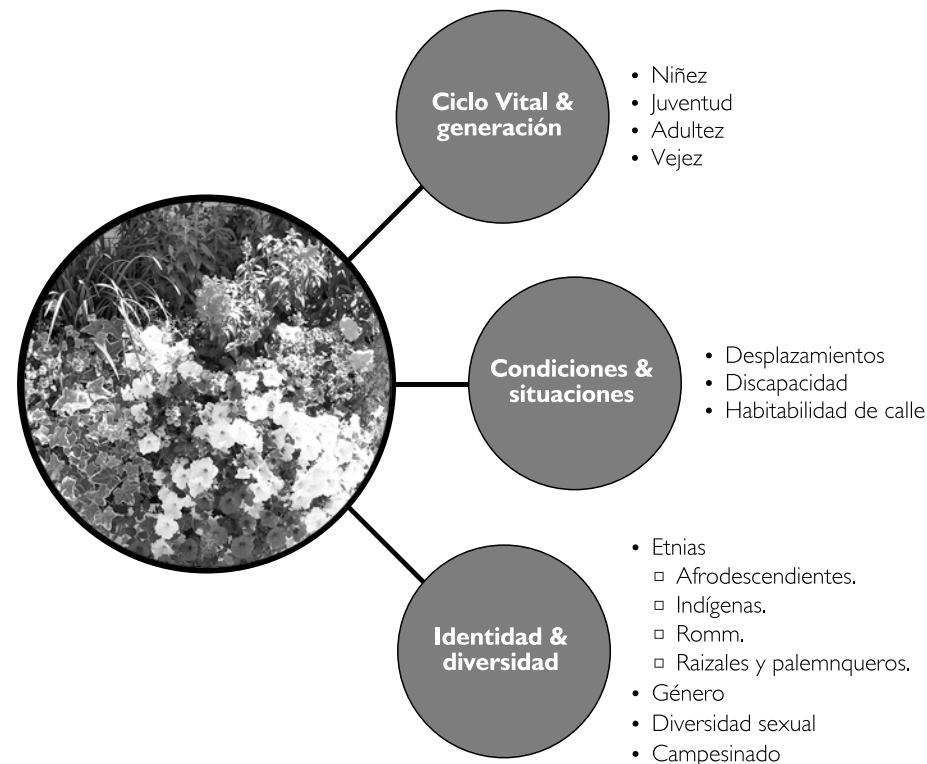 Ciclo Vital &
generación
• Niñez
• Juventud
• Adultez
• Vejez
Condiciones &
situaciones
• Desplazamientos
• Discapacidad
• Habitabilidad de calle
Identidad &
diversidad
• Etnias
▫ Afrodescendientes.
▫ Indígenas.
▫ Romm.
▫ Raizales y palemnqueros.
• Género
• Diversidad sexual
• Campesinado